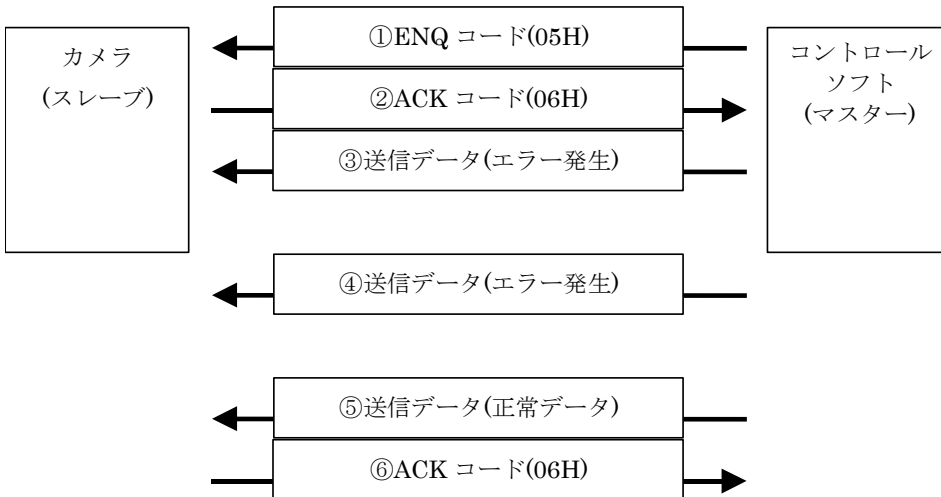 カメラ
(スレーブ)
①ENQ コード(05H)
②ACK コード(06H)
③送信データ(エラー発生)
コントロール
ソフト
(マスター)
④送信データ(エラー発生)
⑤送信データ(正常データ)
⑥ACK コード(06H)